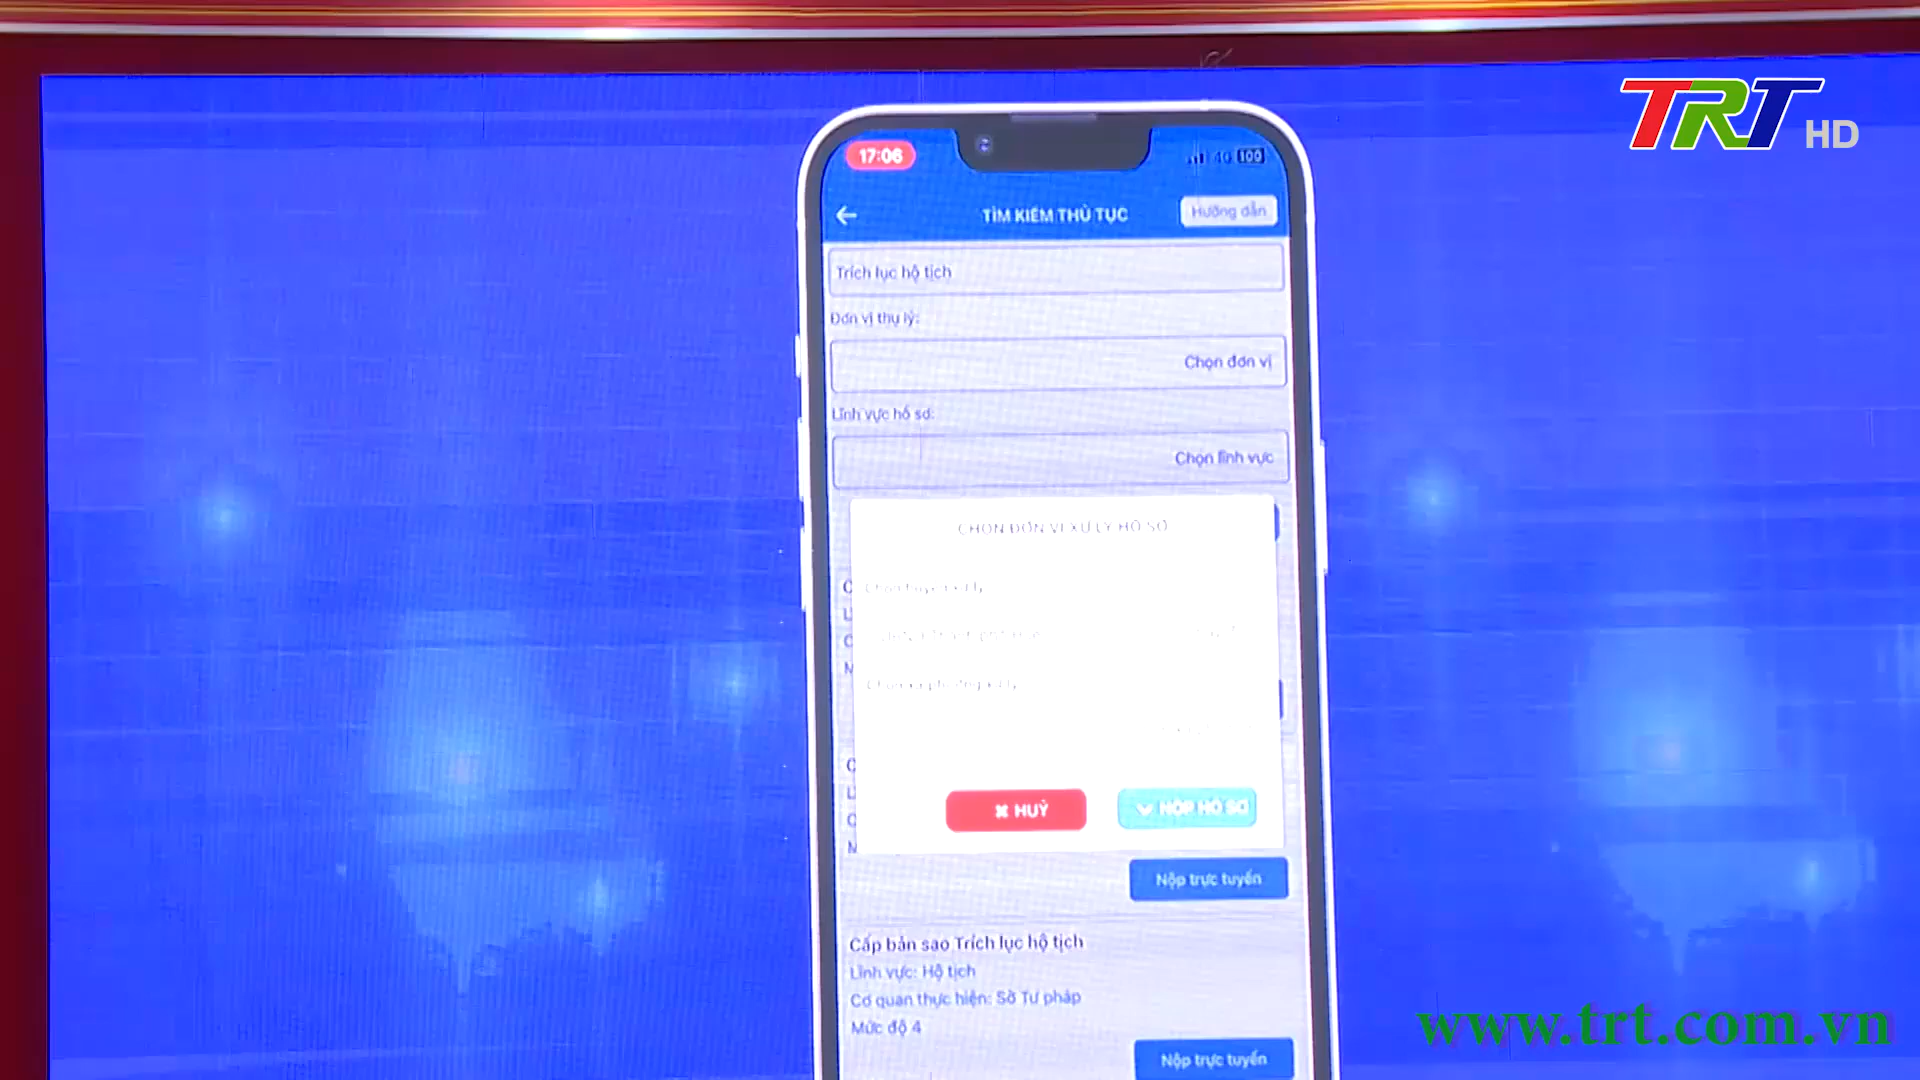 TRT HD
17:06
4G 100
TÌM KIẾM THỦ TỤC
Hướng dẫn
Trích lục hộ tịch
Đơn vị thụ lý:
Chọn đơn vị
Lĩnh vực hồ sơ:
Chọn lĩnh vực
CHỌN ĐƠN VỊ XỬ LÝ HỒ SƠ
HUỶ
NỘP HỒ SƠ
Nộp trực tuyến
Cấp bản sao Trích lục hộ tịch
Lĩnh vực: Hộ tịch
Cơ quan thực hiện: Sở Tư pháp
Mức độ 4
Nộp trực tuyến
www.trt.com.vn